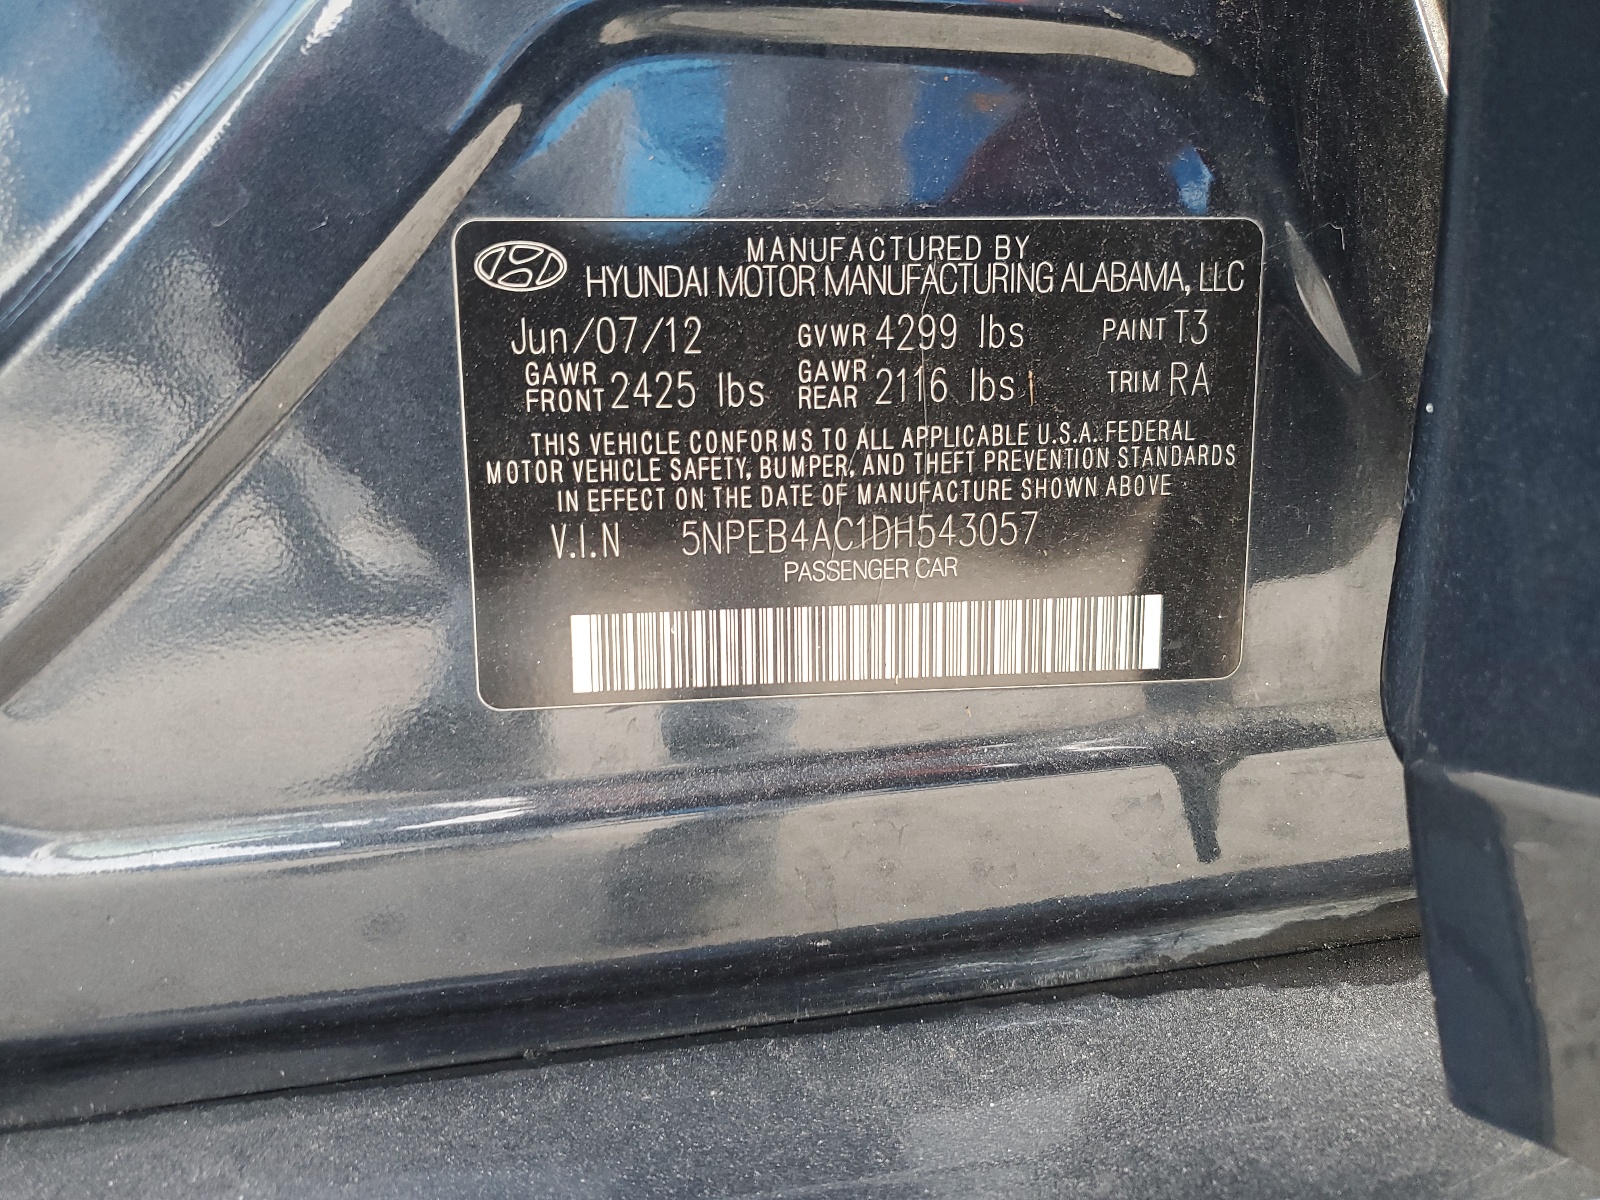 MANUFACTURED BY
HYUNDAI MOTOR MANUFACTURING ALABAMA, LLC
Jun/07/12 GVWR 4299 lbs PAINT T3
GAWR FRONT 2425 lbs GAWR REAR 2116 lbs TRIM RA
THIS VEHICLE CONFORMS TO ALL APPLICABLE U.S.A. FEDERAL
MOTOR VEHICLE SAFETY, BUMPER, AND THEFT PREVENTION STANDARDS
IN EFFECT ON THE DATE OF MANUFACTURE SHOWN ABOVE
V.I.N 5NPEB4AC1DH543057
PASSENGER CAR